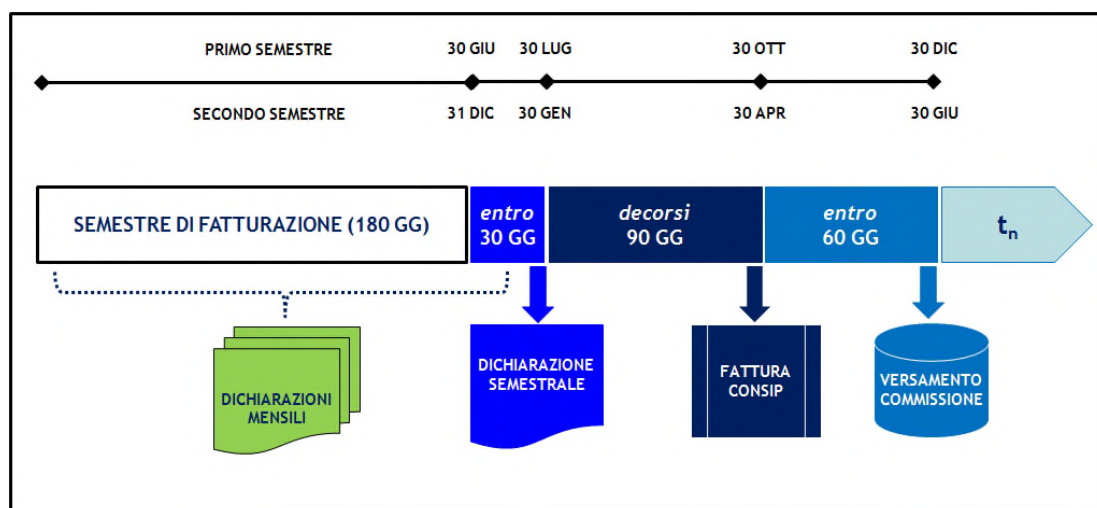 PRIMO SEMESTRE 30 GIU 30 LUG 30 OTT 30 DIC
SECONDO SEMESTRE 31 DIC 30 GEN 30 APR 30 GIU
SEMESTRE DI FATTURAZIONE (180 GG)
entro
30 GG
decorsi
90 GG
entro
60 GG
tn
DICHIARAZIONI
MENSILI
DICHIARAZIONE
SEMESTRALE
FATTURA
CONSIP
VERSAMENTO
COMMISSIONE